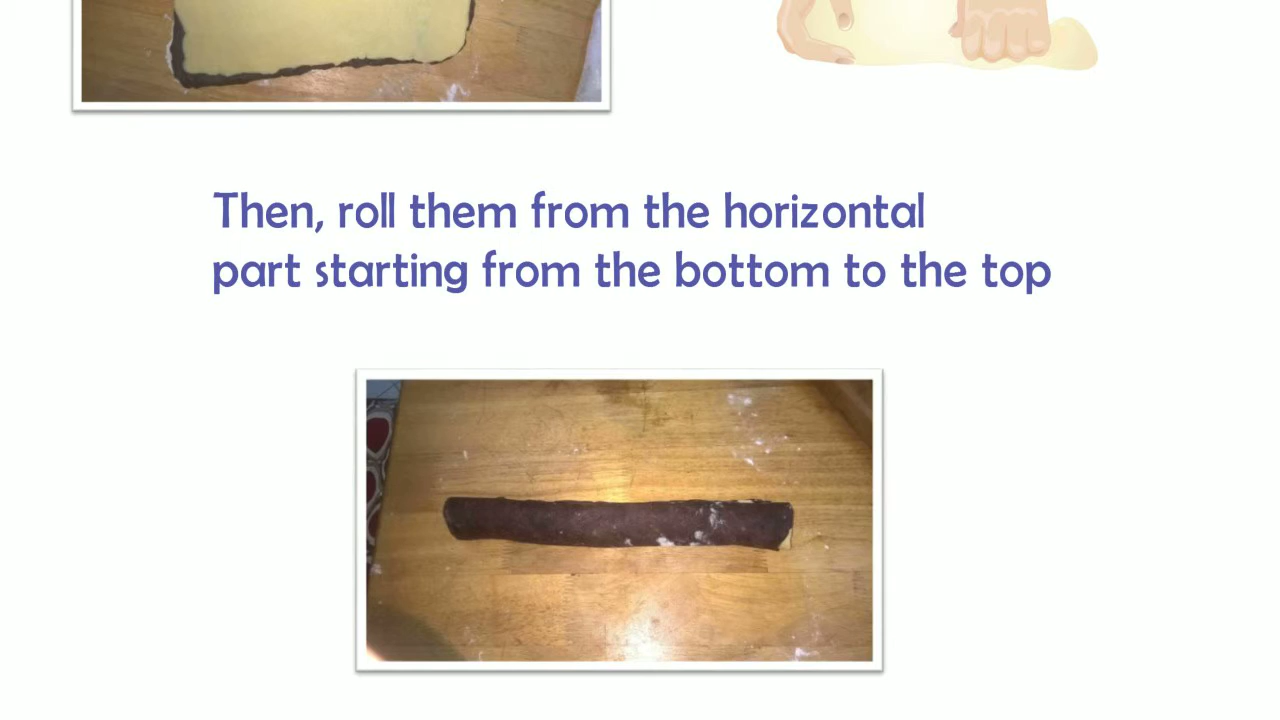 Then, roll them from the horizontal
part starting from the bottom to the top